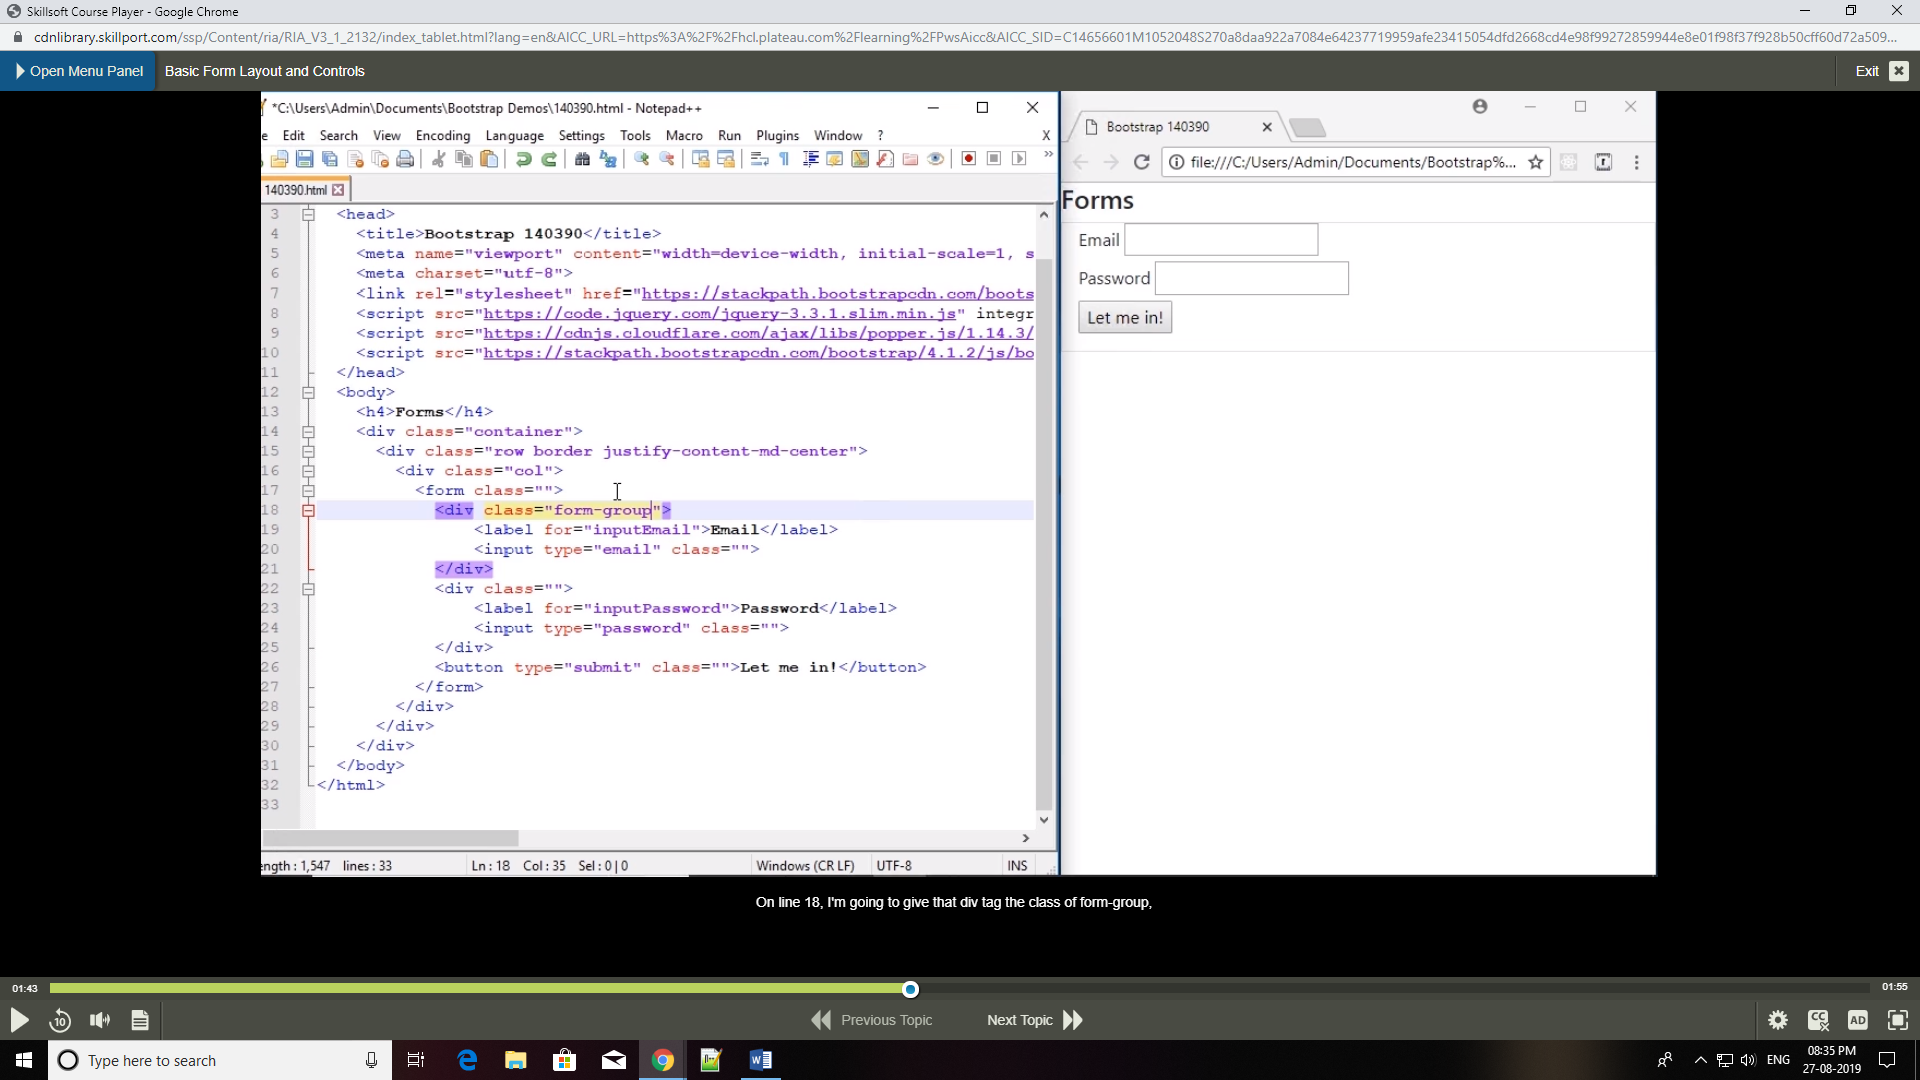 Skillsoft Course Player - Google Chrome
cdnlibrary.skillport.com/ssp/Content/ria/RIA_V3_1_2132/index_tablet.html?lang=en&AICC_URL=https%3A%2F%2Fhcl.plateau.com%2Flearning%2FPwsAicc&AICC_SID=C14656601M1052048S270a8daa922a7084e64237719959afe23415054dfd2668cd4e98f99272859944e8e01f98f37f928b50cff60d72a509...
Open Menu Panel Basic Form Layout and Controls Exit
*C:\Users\Admin\Documents\Bootstrap Demos\140390.html - Notepad++
e Edit Search View Encoding Language Settings Tools Macro Run Plugins Window ? X
140390.html
3 <head>
4 <title>Bootstrap 140390</title>
5 <meta name="viewport" content="width=device-width, initial-scale=1, s
6 <meta charset="utf-8">
7 <link rel="stylesheet" href="https://stackpath.bootstrapcdn.com/boots
8 <script src="https://code.jquery.com/jquery-3.3.1.slim.min.js" integr
9 <script src="https://cdnjs.cloudflare.com/ajax/libs/popper.js/1.14.3/
10 <script src="https://stackpath.bootstrapcdn.com/bootstrap/4.1.2/js/bo
11 </head>
12 <body>
13 <h4>Forms</h4>
14 <div class="container">
15 <div class="row border justify-content-md-center">
16 <div class="col">
17 <form class="">
18 <div class="form-group">
19 <label for="inputEmail">Email</label>
20 <input type="email" class="">
21 </div>
22 <div class="">
23 <label for="inputPassword">Password</label>
24 <input type="password" class="">
25 </div>
26 <button type="submit" class="">Let me in!</button>
27 </form>
28 </div>
29 </div>
30 </div>
31 </body>
32 </html>
33
ength : 1,547 lines : 33 Ln : 18 Col : 35 Sel : 0 | 0 Windows (CR LF) UTF-8 INS
Bootstrap 140390
file:///C:/Users/Admin/Documents/Bootstrap%...
Forms
Email
Password
Let me in!
On line 18, I'm going to give that div tag the class of form-group,
01:43 01:55
10 Previous Topic Next Topic CC AD
Type here to search
ENG
08:35 PM
27-08-2019